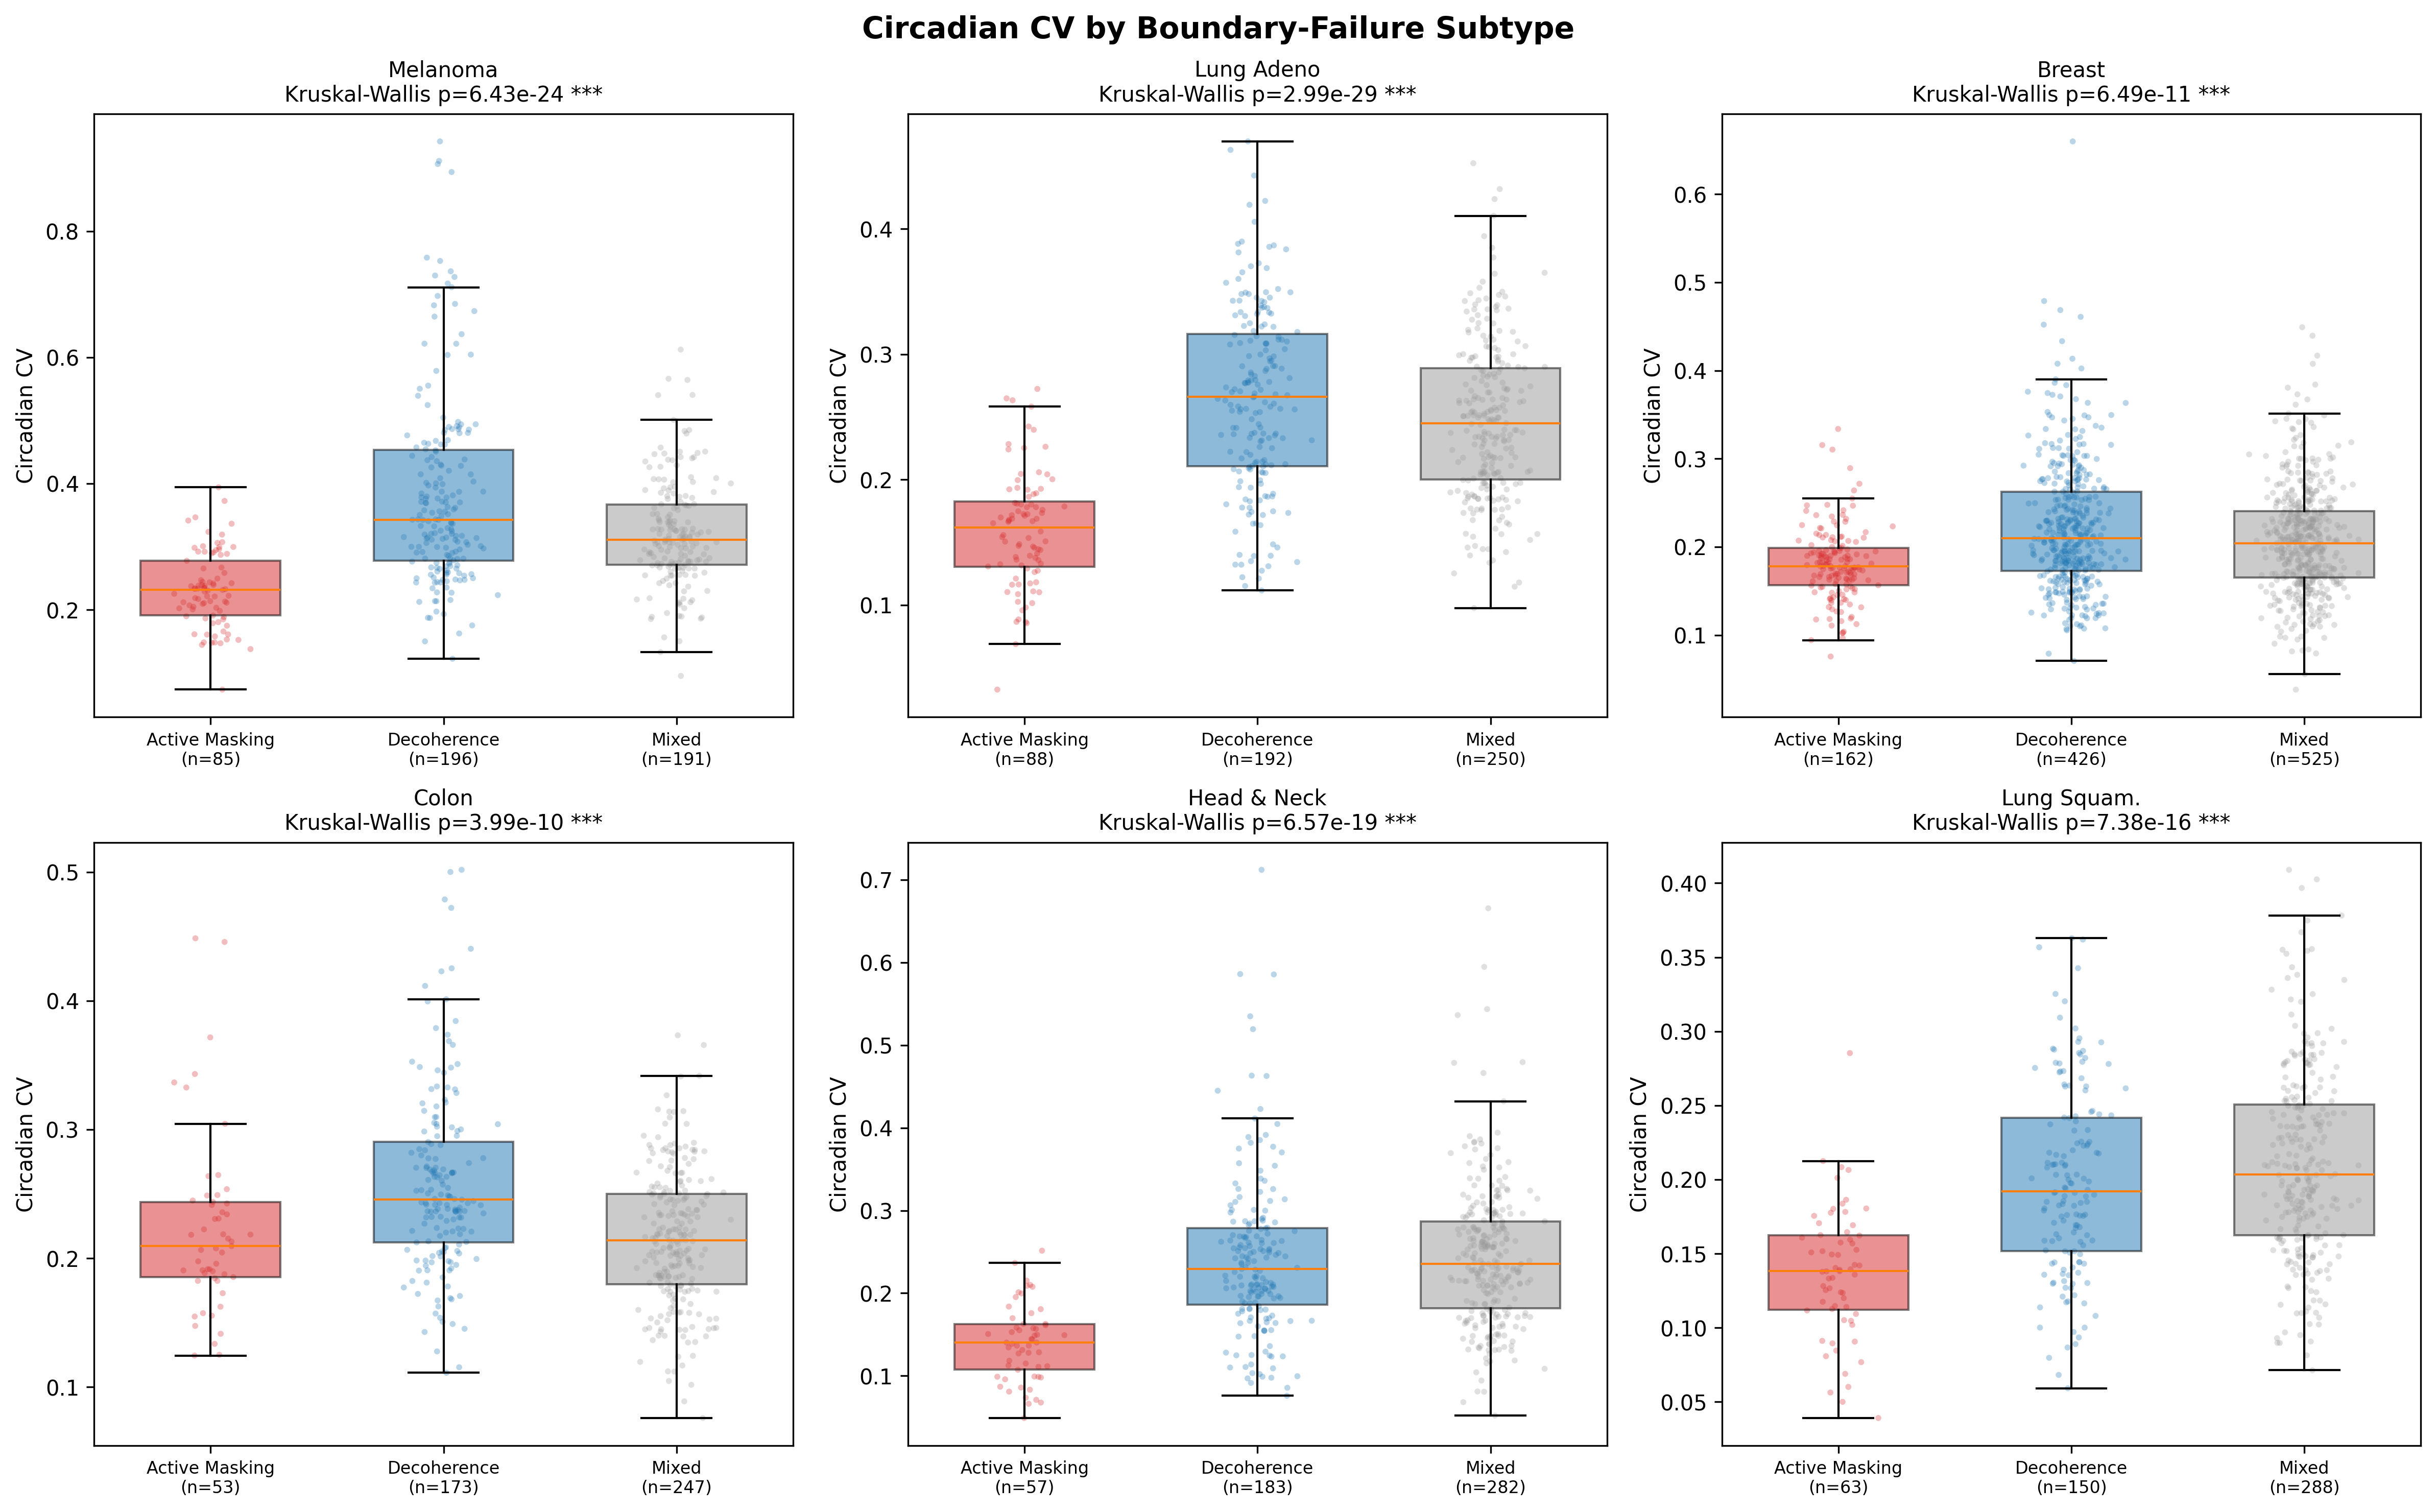 Circadian CV by Boundary-Failure Subtype
Melanoma
Kruskal-Wallis p=6.43e-24 ***
Circadian CV
0.8
0.6
0.4
0.2
Active Masking
(n=85)
Decoherence
(n=196)
Mixed
(n=191)
Lung Adeno
Kruskal-Wallis p=2.99e-29 ***
Circadian CV
0.4
0.3
0.2
0.1
Active Masking
(n=88)
Decoherence
(n=192)
Mixed
(n=250)
Breast
Kruskal-Wallis p=6.49e-11 ***
Circadian CV
0.6
0.5
0.4
0.3
0.2
0.1
Active Masking
(n=162)
Decoherence
(n=426)
Mixed
(n=525)
Colon
Kruskal-Wallis p=3.99e-10 ***
Circadian CV
0.5
0.4
0.3
0.2
0.1
Active Masking
(n=53)
Decoherence
(n=173)
Mixed
(n=247)
Head & Neck
Kruskal-Wallis p=6.57e-19 ***
Circadian CV
0.7
0.6
0.5
0.4
0.3
0.2
0.1
Active Masking
(n=57)
Decoherence
(n=183)
Mixed
(n=282)
Lung Squam.
Kruskal-Wallis p=7.38e-16 ***
Circadian CV
0.40
0.35
0.30
0.25
0.20
0.15
0.10
0.05
Active Masking
(n=63)
Decoherence
(n=150)
Mixed
(n=288)